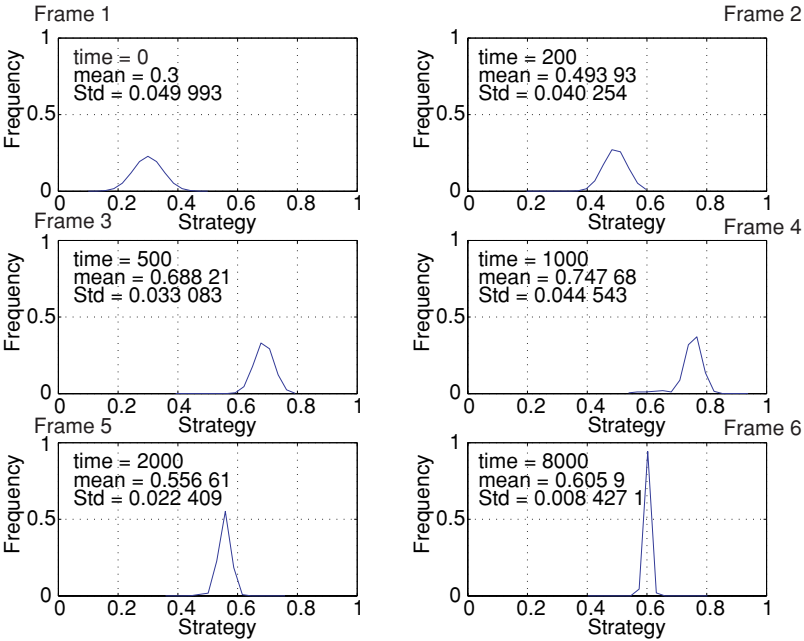 Frame 1
Frequency
1
0.5
0
time = 0
mean = 0.3
Std = 0.049 993
0 0.2 0.4 0.6 0.8 1
Strategy
Frame 2
Frequency
1
0.5
0
time = 200
mean = 0.493 93
Std = 0.040 254
0 0.2 0.4 0.6 0.8 1
Strategy
Frame 3
Frequency
1
0.5
0
time = 500
mean = 0.688 21
Std = 0.033 083
0 0.2 0.4 0.6 0.8 1
Strategy
Frame 4
Frequency
1
0.5
0
time = 1000
mean = 0.747 68
Std = 0.044 543
0 0.2 0.4 0.6 0.8 1
Strategy
Frame 5
Frequency
1
0.5
0
time = 2000
mean = 0.556 61
Std = 0.022 409
0 0.2 0.4 0.6 0.8 1
Strategy
Frame 6
Frequency
1
0.5
0
time = 8000
mean = 0.605 9
Std = 0.008 427 1
0 0.2 0.4 0.6 0.8 1
Strategy